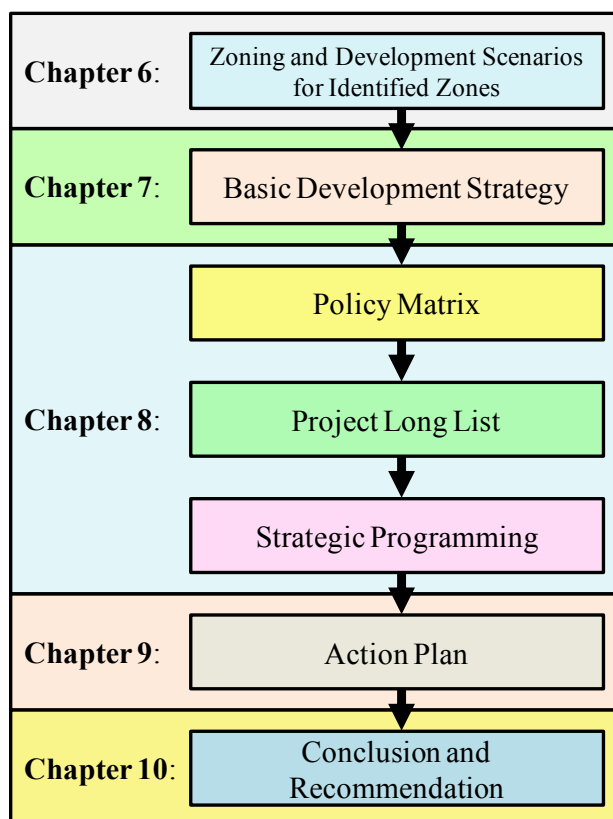 Chapter 6:
Zoning and Development Scenarios
for Identified Zones
Chapter 7:
Basic Development Strategy
Policy Matrix
Chapter 8:
Project Long List
Strategic Programming
Chapter 9:
Action Plan
Chapter 10:
Conclusion and
Recommendation